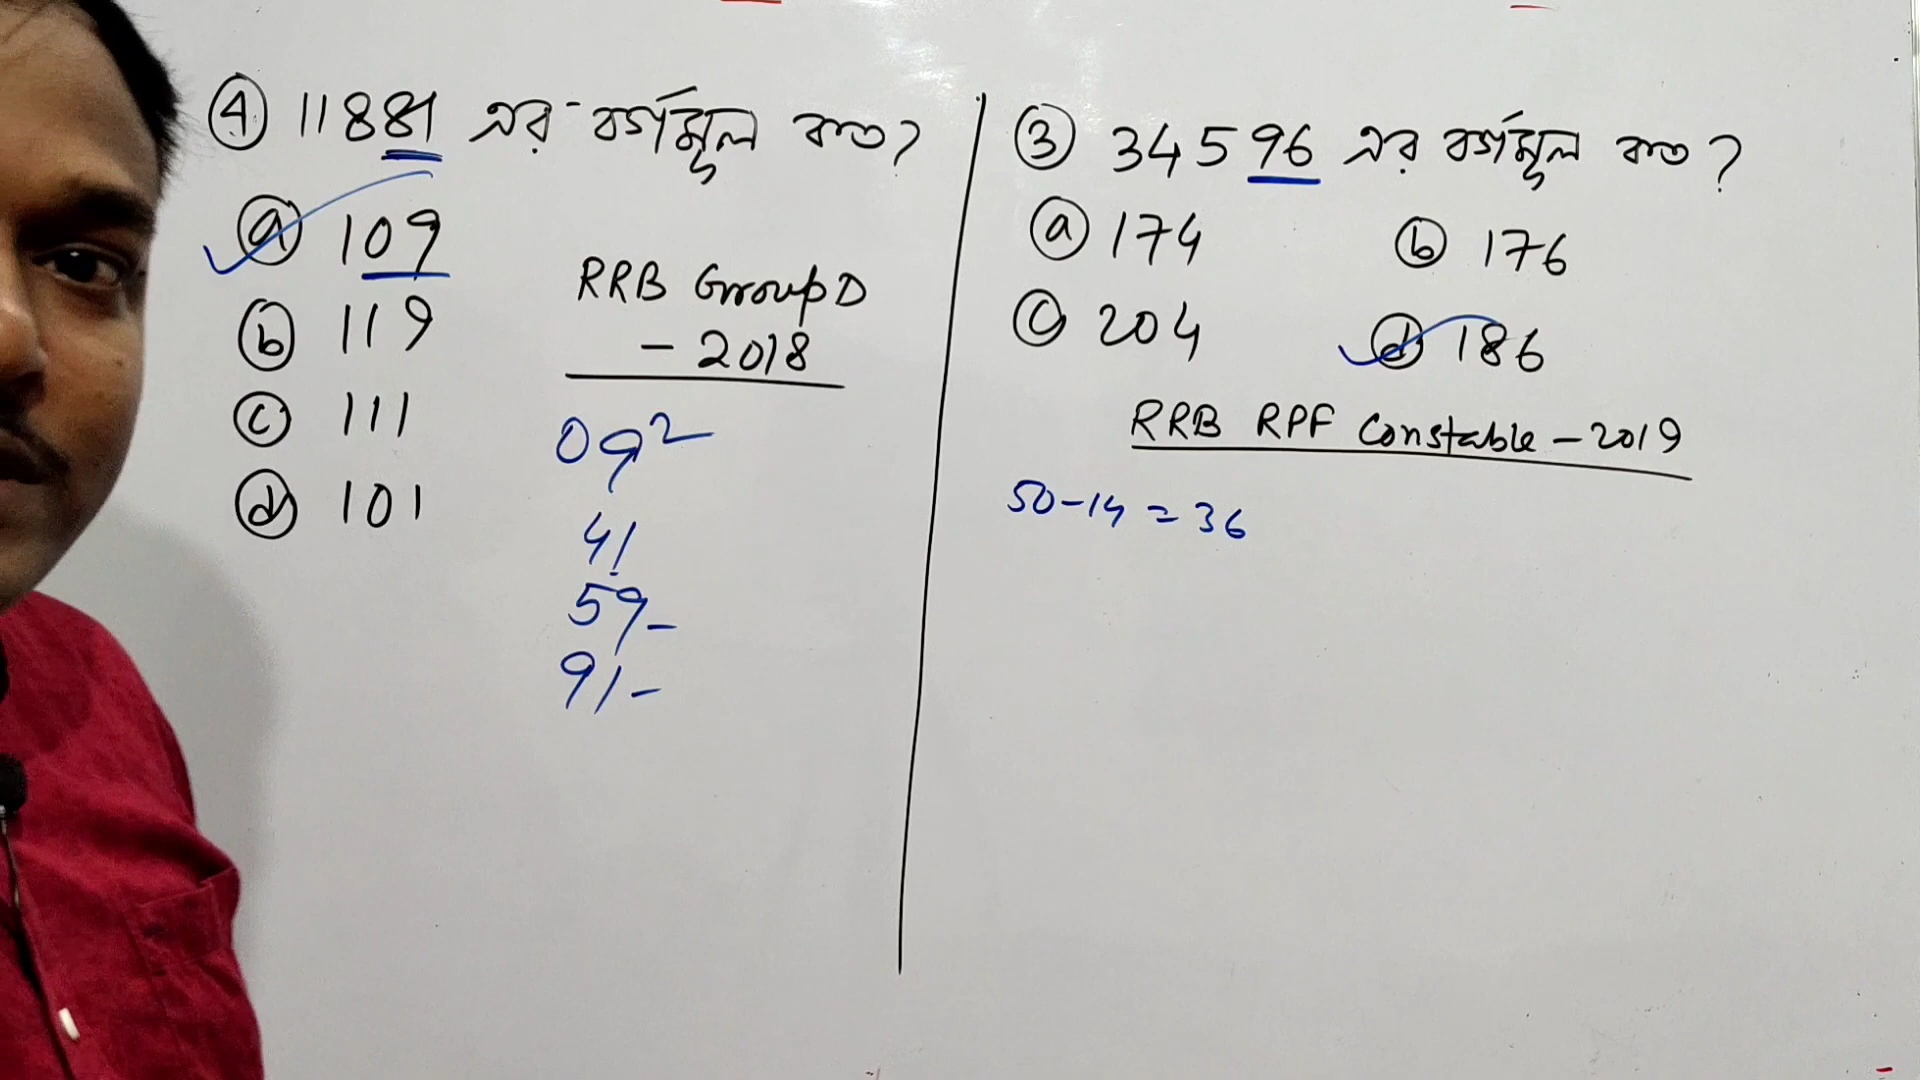 ④ 11881 এর বর্গমূল কত?
ⓐ 109
ⓑ 119
ⓒ 111
ⓓ 101
RRB Group D
- 2018
09²
41
59-
91-
③ 34596 এর বর্গমূল কত?
ⓐ 174 ⓑ 176
ⓒ 204 ⓓ 186
RRB RPF Constable - 2019
50-14 = 36